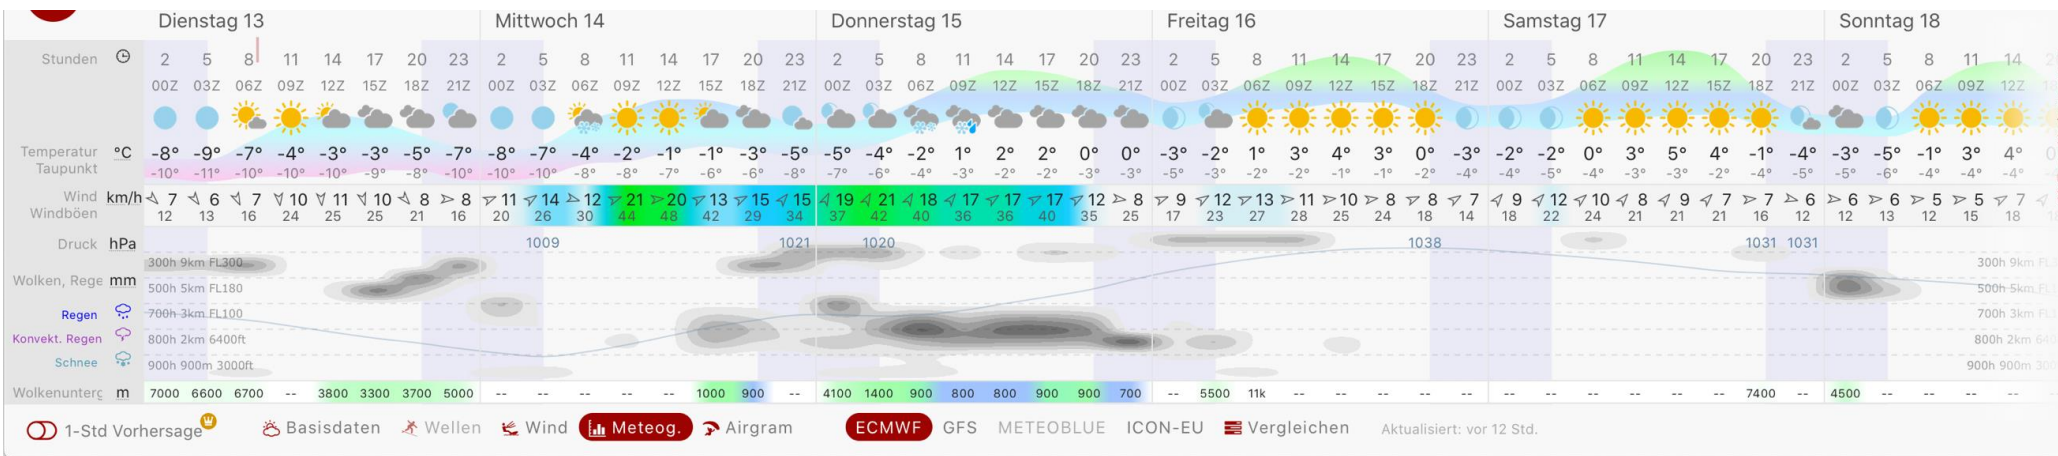 Dienstag 13 Mittwoch 14 Donnerstag 15 Freitag 16 Samstag 17 Sonntag 18
Stunden 2 5 8 11 14 17 20 23 2 5 8 11 14 17 20 23 2 5 8 11 14 17 20 23 2 5 8 11 14 17 20 23 2 5 8 11 14 17 20 23 2 5 8 11 14
00Z 03Z 06Z 09Z 12Z 15Z 18Z 21Z 00Z 03Z 06Z 09Z 12Z 15Z 18Z 21Z 00Z 03Z 06Z 09Z 12Z 15Z 18Z 21Z 00Z 03Z 06Z 09Z 12Z 15Z 18Z 21Z 00Z 03Z 06Z 09Z 12Z 15Z 18Z 21Z 00Z 03Z 06Z 09Z 12Z
Temperatur °C -8° -9° -7° -4° -3° -3° -5° -7° -8° -7° -4° -2° -1° -1° -3° -5° -5° -4° -2° 1° 2° 2° 0° 0° -3° -2° 1° 3° 4° 3° 0° -3° -2° -2° 0° 3° 5° 4° -1° -4° -3° -5° -1° 3° 4°
Taupunkt -10° -11° -10° -10° -10° -9° -8° -10° -10° -10° -8° -8° -7° -6° -6° -8° -7° -6° -4° -3° -3° -2° -3° -3° -5° -4° -3° -2° -1° -1° -2° -4° -4° -4° -3° -3° -3° -3° -4° -5° -5° -6° -4° -4° -4°
Wind km/h 7 6 7 10 11 10 8 8 11 14 12 21 20 13 15 15 19 21 18 17 17 17 12 8 9 12 13 11 10 8 8 7 9 12 10 8 9 7 7 6 6 6 5 5 7
Windböen 12 13 16 24 25 25 21 16 20 26 30 44 48 42 29 34 37 42 40 36 36 40 35 25 17 23 27 28 25 24 18 14 18 22 24 21 21 21 16 12 12 13 12 15 18
Druck hPa 1009 1021 1020 1038 1031 1031
300h 9km FL300 300h 9km
Wolken, Rege mm
500h 5km FL180 500h 5km
Regen 700h 3km FL100 700h 3km
Konvekt. Regen 800h 2km 6400ft 800h 2km
Schnee 900h 900m 3000ft 900h 900m
Wolkenunterg m 7000 6600 6700 -- 3800 3300 3700 5000 -- -- -- -- -- 1000 900 -- 4100 1400 900 800 800 900 900 700 -- 5500 11k -- -- -- -- -- -- -- -- -- -- -- 7400 -- 4500 -- -- -- --
1-Std Vorhersage Basisdaten Wellen Wind Meteog. Airgram ECMWF GFS METEOBLUE ICON-EU Vergleichen Aktualisiert: vor 12 Std.